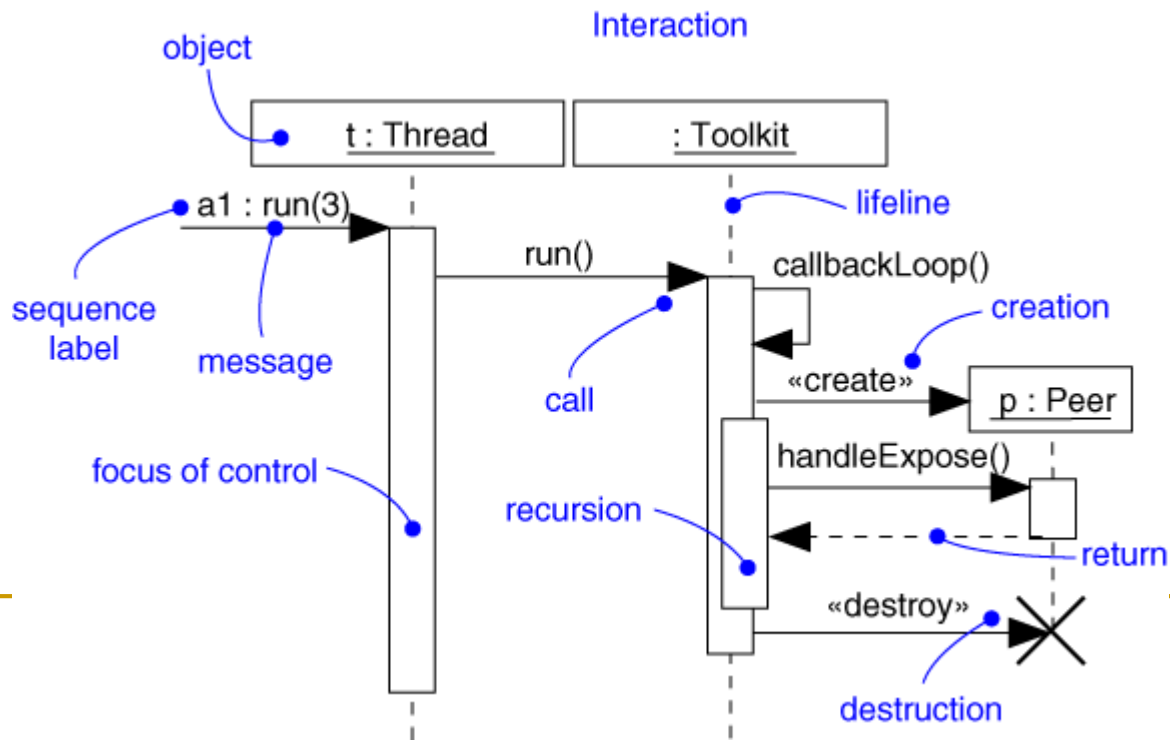 Interaction
object
t : Thread
: Toolkit
a1 : run(3)
lifeline
run()
callbackLoop()
sequence
label
message
creation
call
«create»
p : Peer
focus of control
handleExpose()
recursion
return
«destroy»
destruction